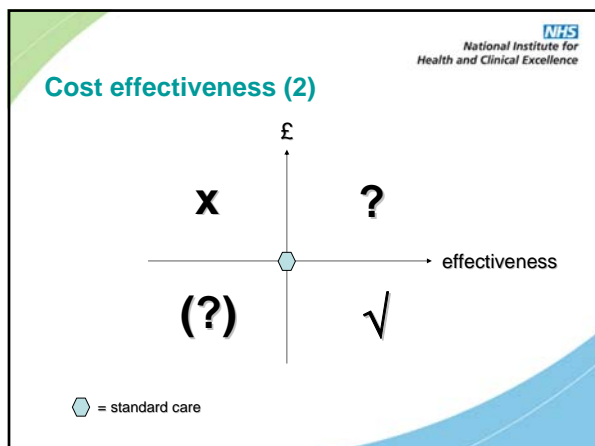 NHS
National Institute for
Health and Clinical Excellence
Cost effectiveness (2)
£
x ?
effectiveness
(?) √
= standard care